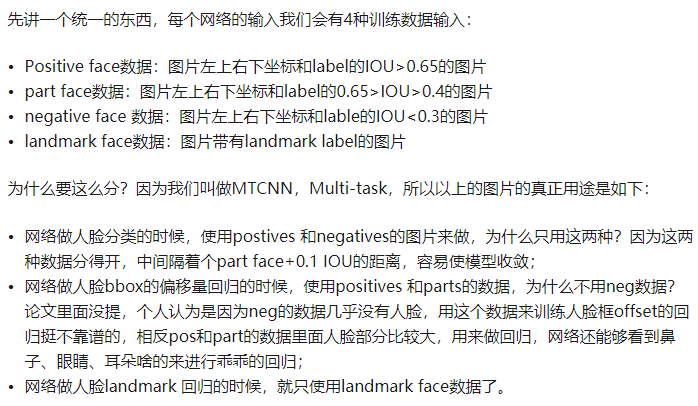 先讲一个统一的东西，每个网络的输入我们会有4种训练数据输入：
• Positive face数据：图片左上右下坐标和label的IOU>0.65的图片
• part face数据：图片左上右下坐标和label的0.65>IOU>0.4的图片
• negative face 数据：图片左上右下坐标和lable的IOU<0.3的图片
• landmark face数据：图片带有landmark label的图片
为什么要这么分？因为我们叫做MTCNN，Multi-task，所以以上的图片的真正用途是如下：
• 网络做人脸分类的时候，使用postives 和negatives的图片来做，为什么只用这两种？因为这两
种数据分得开，中间隔着个part face+0.1 IOU的距离，容易使模型收敛；
• 网络做人脸bbox的偏移量回归的时候，使用positives 和parts的数据，为什么不用neg数据？
论文里面没提，个人认为是因为neg的数据几乎没有人脸，用这个数据来训练人脸框offset的回
归挺不靠谱的，相反pos和part的数据里面人脸部分比较大，用来做回归，网络还能够看到鼻
子、眼睛、耳朵啥的来进行乖乖的回归；
• 网络做人脸landmark 回归的时候，就只使用landmark face数据了。